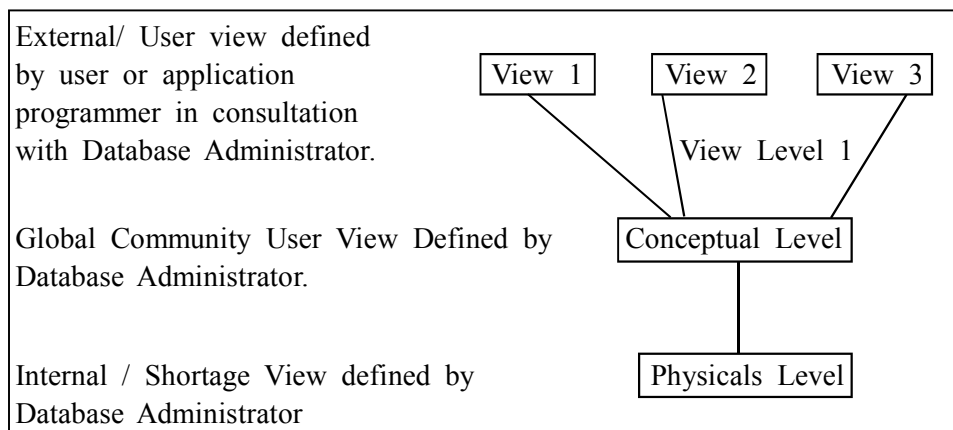 External/ User view defined
by user or application
programmer in consultation
with Database Administrator.
View 1
View 2
View 3
View Level 1
Global Community User View Defined by
Database Administrator.
Conceptual Level
Internal / Shortage View defined by
Database Administrator
Physicals Level